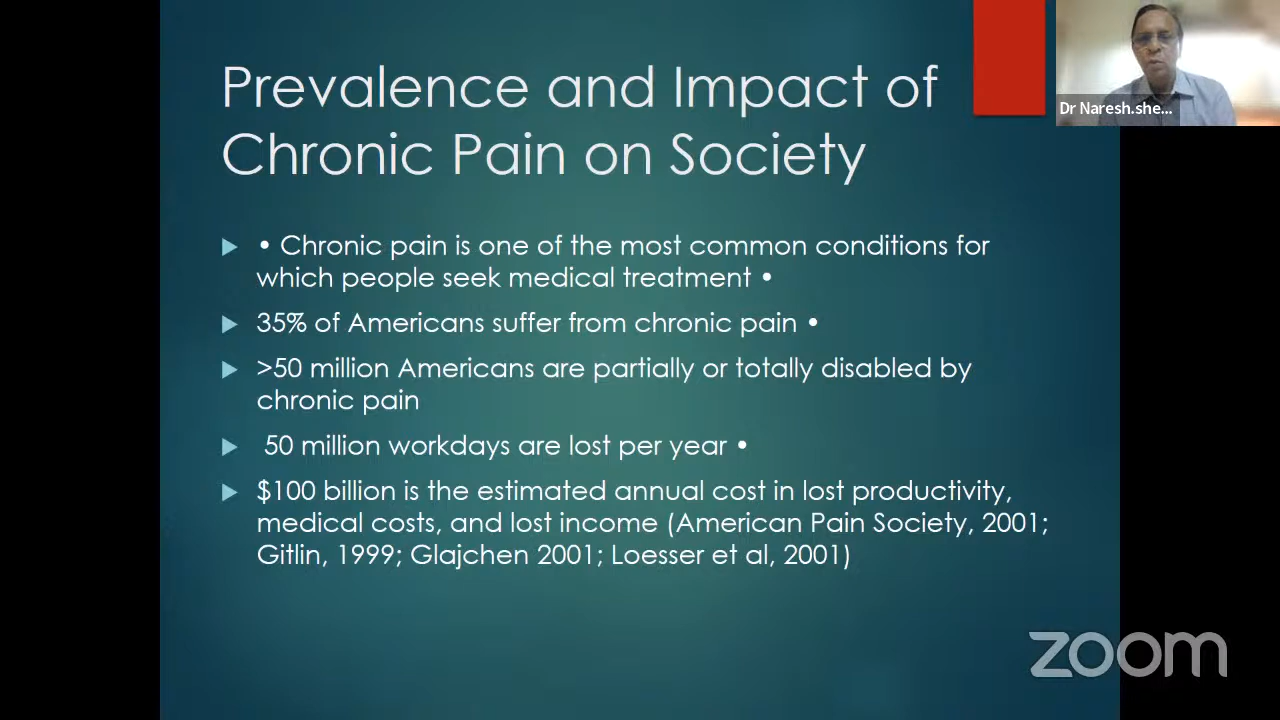 Prevalence and Impact of
Chronic Pain on Society
Dr Naresh.she...
• Chronic pain is one of the most common conditions for
which people seek medical treatment •
35% of Americans suffer from chronic pain •
>50 million Americans are partially or totally disabled by
chronic pain
50 million workdays are lost per year •
$100 billion is the estimated annual cost in lost productivity,
medical costs, and lost income (American Pain Society, 2001;
Gitlin, 1999; Glajchen 2001; Loesser et al, 2001)
zoom